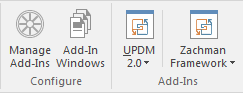 Manage Add-Ins
Add-In Windows
UPDM 2.0
Zachman Framework
Configure
Add-Ins